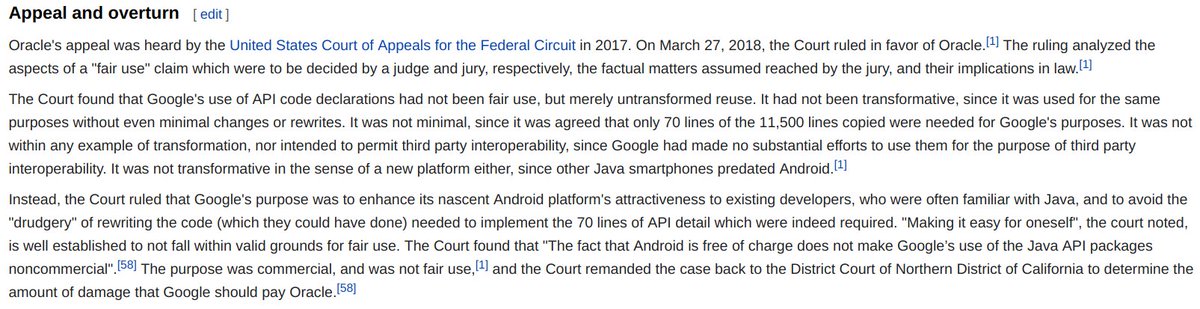 Appeal and overturn [ edit ]
Oracle's appeal was heard by the United States Court of Appeals for the Federal Circuit in 2017. On March 27, 2018, the Court ruled in favor of Oracle.[1] The ruling analyzed the
aspects of a "fair use" claim which were to be decided by a judge and jury, respectively, the factual matters assumed reached by the jury, and their implications in law.[1]
The Court found that Google's use of API code declarations had not been fair use, but merely untransformed reuse. It had not been transformative, since it was used for the same
purposes without even minimal changes or rewrites. It was not minimal, since it was agreed that only 70 lines of the 11,500 lines copied were needed for Google's purposes. It was not
within any example of transformation, nor intended to permit third party interoperability, since Google had made no substantial efforts to use them for the purpose of third party
interoperability. It was not transformative in the sense of a new platform either, since other Java smartphones predated Android.[1]
Instead, the Court ruled that Google's purpose was to enhance its nascent Android platform's attractiveness to existing developers, who were often familiar with Java, and to avoid the
"drudgery" of rewriting the code (which they could have done) needed to implement the 70 lines of API detail which were indeed required. "Making it easy for oneself", the court noted,
is well established to not fall within valid grounds for fair use. The Court found that "The fact that Android is free of charge does not make Google's use of the Java API packages
noncommercial".[58] The purpose was commercial, and was not fair use,[1] and the Court remanded the case back to the District Court of Northern District of California to determine the
amount of damage that Google should pay Oracle.[58]